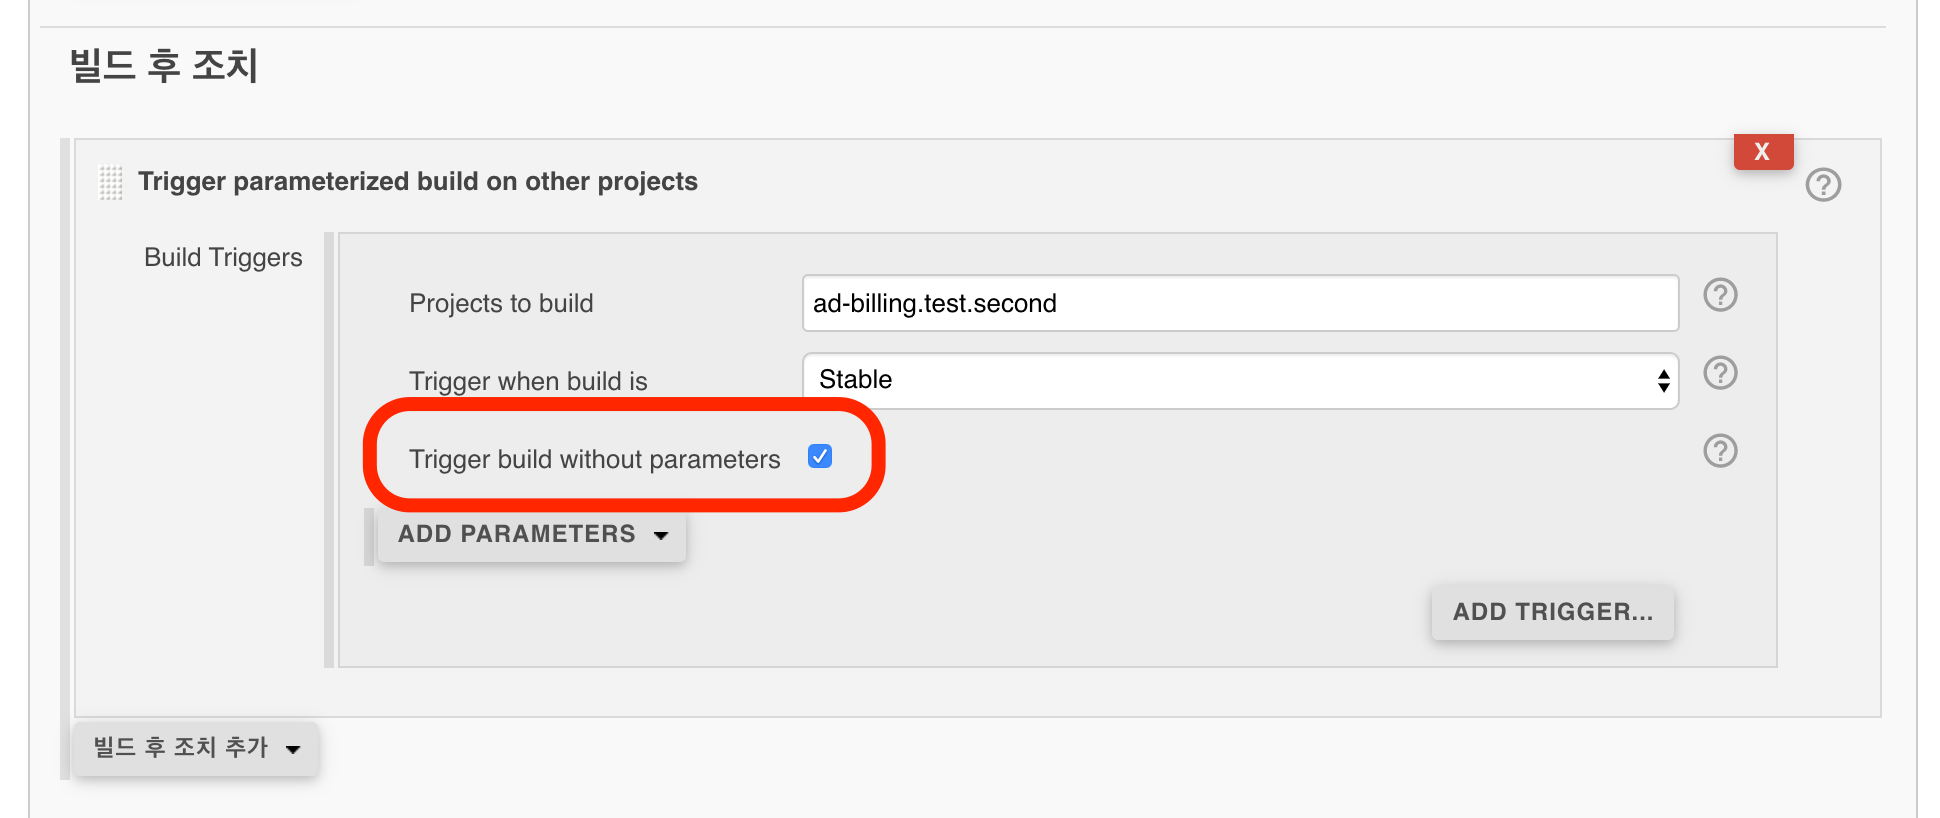 빌드 후 조치
X
Trigger parameterized build on other projects
?
Build Triggers
Projects to build
ad-billing.test.second
?
Trigger when build is
Stable
?
Trigger build without parameters
?
ADD PARAMETERS
ADD TRIGGER...
빌드 후 조치 추가